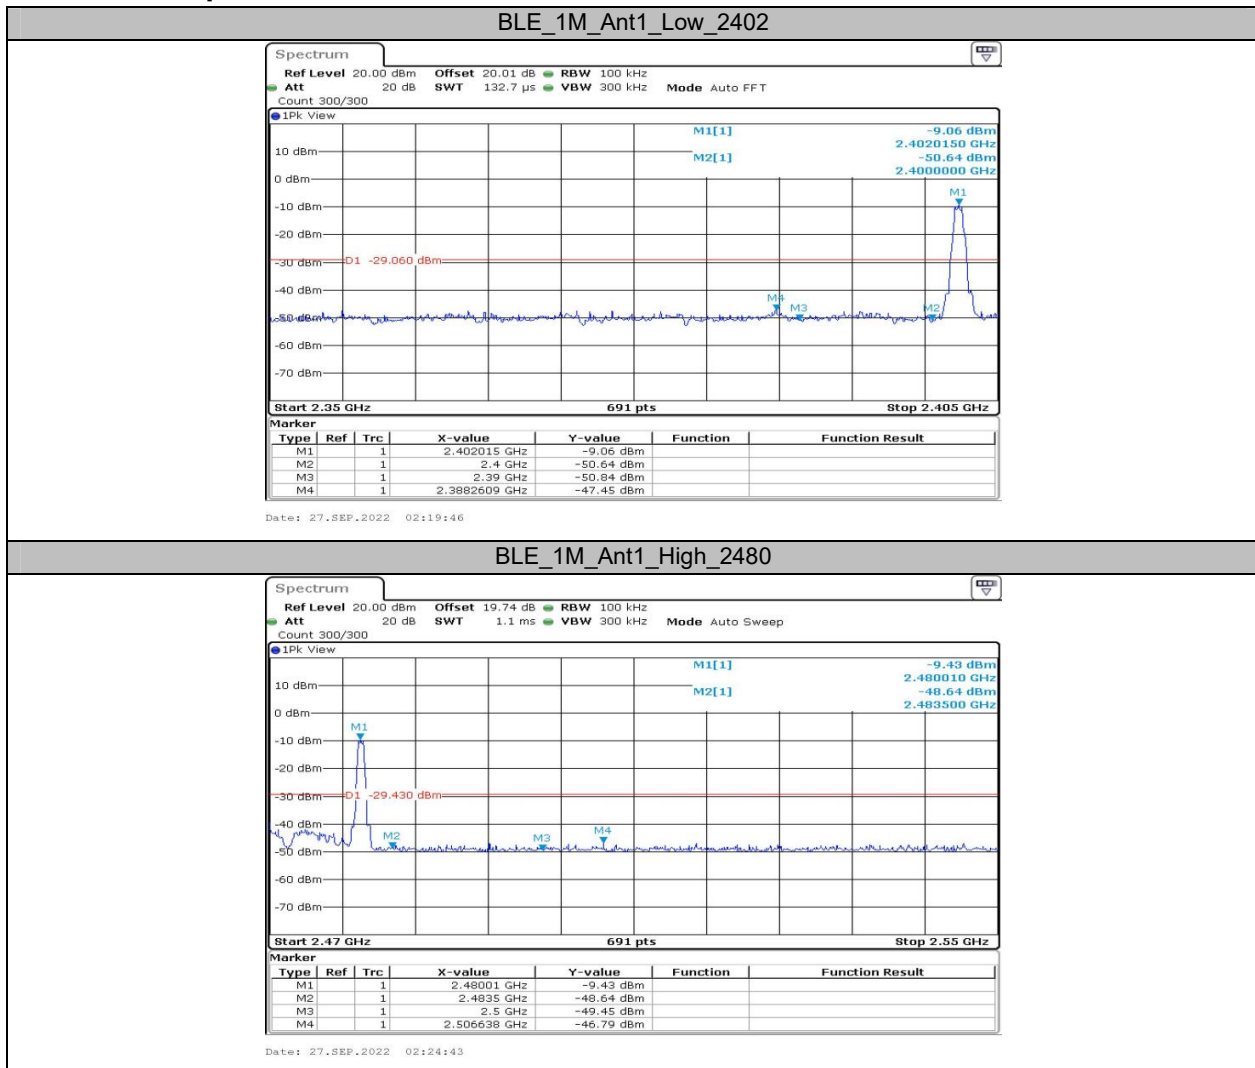 BLE_1M_Ant1_Low_2402
Spectrum
Ref Level 20.00 dBm Offset 20.01 dB RBW 100 kHz
Att 20 dB SWT 132.7 µs VBW 300 kHz Mode Auto FFT
Count 300/300
1Pk View
M1[1] -9.06 dBm
2.4020150 GHz
10 dBm
M2[1] -50.64 dBm
2.4000000 GHz
0 dBm
M1
-10 dBm
-20 dBm
-30 dBm D1 -29.060 dBm
-40 dBm
M4 M3 M2
-50 dBm
-60 dBm
-70 dBm
Start 2.35 GHz 691 pts Stop 2.405 GHz
Marker
Type Ref Trc X-value Y-value Function Function Result
M1 1 2.402015 GHz -9.06 dBm
M2 1 2.4 GHz -50.64 dBm
M3 1 2.39 GHz -50.84 dBm
M4 1 2.3882609 GHz -47.45 dBm
Date: 27.SEP.2022 02:19:46
BLE_1M_Ant1_High_2480
Spectrum
Ref Level 20.00 dBm Offset 19.74 dB RBW 100 kHz
Att 20 dB SWT 1.1 ms VBW 300 kHz Mode Auto Sweep
Count 300/300
1Pk View
M1[1] -9.43 dBm
2.480010 GHz
10 dBm
M2[1] -48.64 dBm
2.483500 GHz
0 dBm
M1
-10 dBm
-20 dBm
-30 dBm D1 -29.430 dBm
-40 dBm
M2 M3 M4
-50 dBm
-60 dBm
-70 dBm
Start 2.47 GHz 691 pts Stop 2.55 GHz
Marker
Type Ref Trc X-value Y-value Function Function Result
M1 1 2.48001 GHz -9.43 dBm
M2 1 2.4835 GHz -48.64 dBm
M3 1 2.5 GHz -49.45 dBm
M4 1 2.506638 GHz -46.79 dBm
Date: 27.SEP.2022 02:24:43